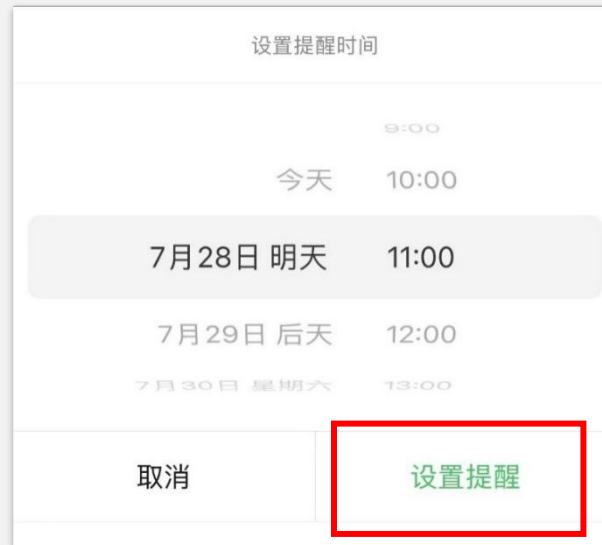 设置提醒时间
9:00
今天 10:00
7月28日 明天 11:00
7月29日 后天 12:00
7月30日 星期六 13:00
取消 设置提醒